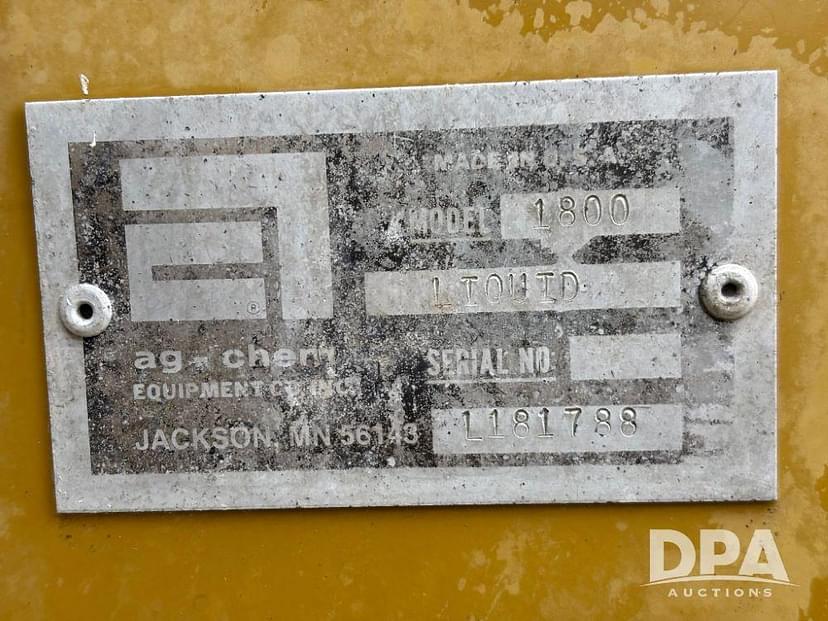 MADE IN U.S.A
MODEL 1800
LIQUID
®
ag-chem
EQUIPMENT CO. INC.
SERIAL NO
JACKSON, MN 56143
L181788
DPA
AUCTIONS